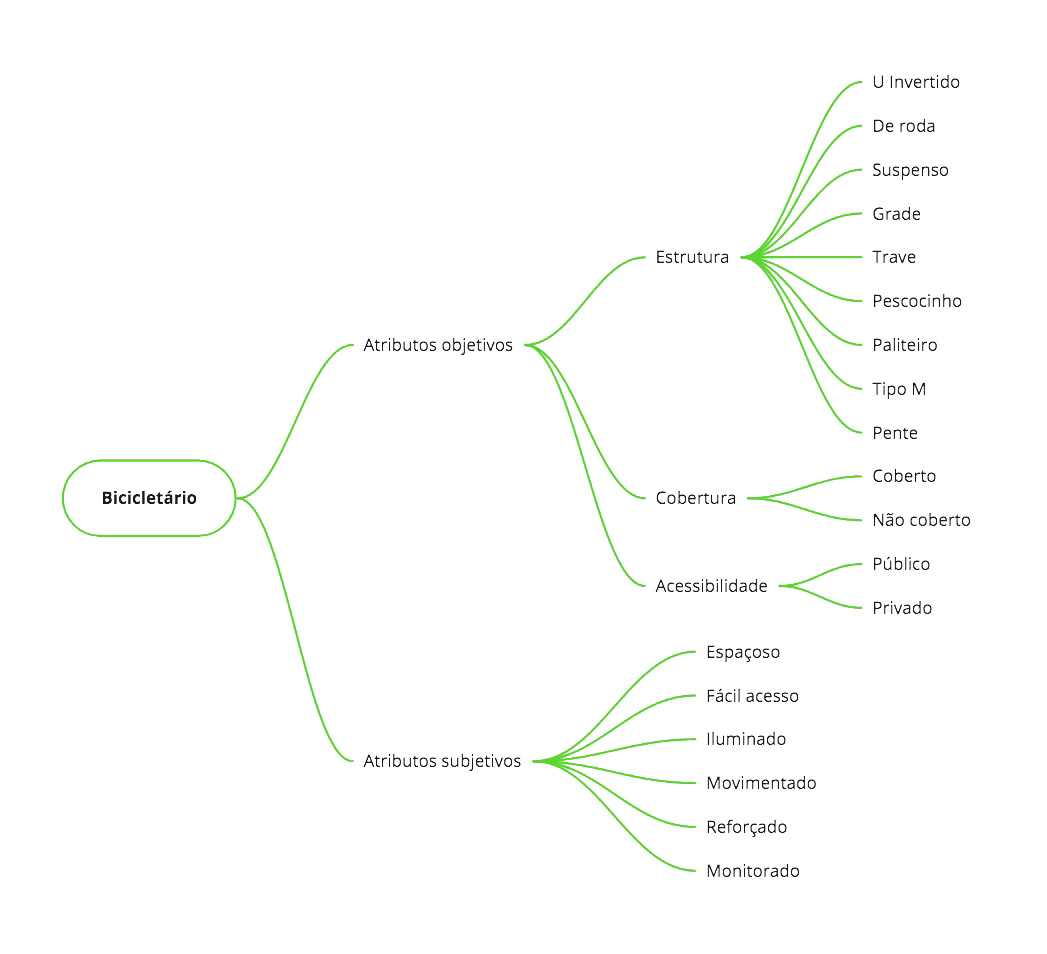 Bicicletário
Atributos objetivos
Estrutura
U Invertido
De roda
Suspenso
Grade
Trave
Pescocinho
Paliteiro
Tipo M
Pente
Cobertura
Coberto
Não coberto
Acessibilidade
Público
Privado
Atributos subjetivos
Espaçoso
Fácil acesso
Iluminado
Movimentado
Reforçado
Monitorado